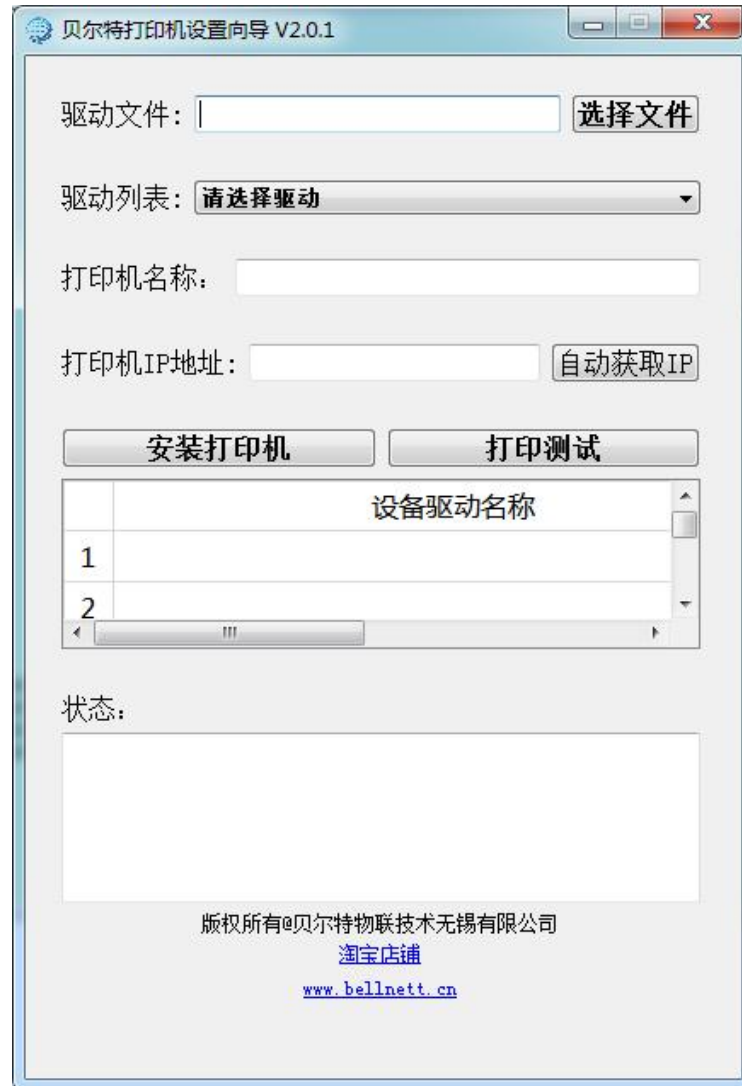 贝尔特打印机设置向导 V2.0.1
驱动文件: 选择文件
驱动列表: 请选择驱动
打印机名称:
打印机IP地址: 自动获取IP
安装打印机 打印测试
设备驱动名称
1
2
状态:
版权所有@贝尔特物联技术无锡有限公司
淘宝店铺
www.bellnett.cn